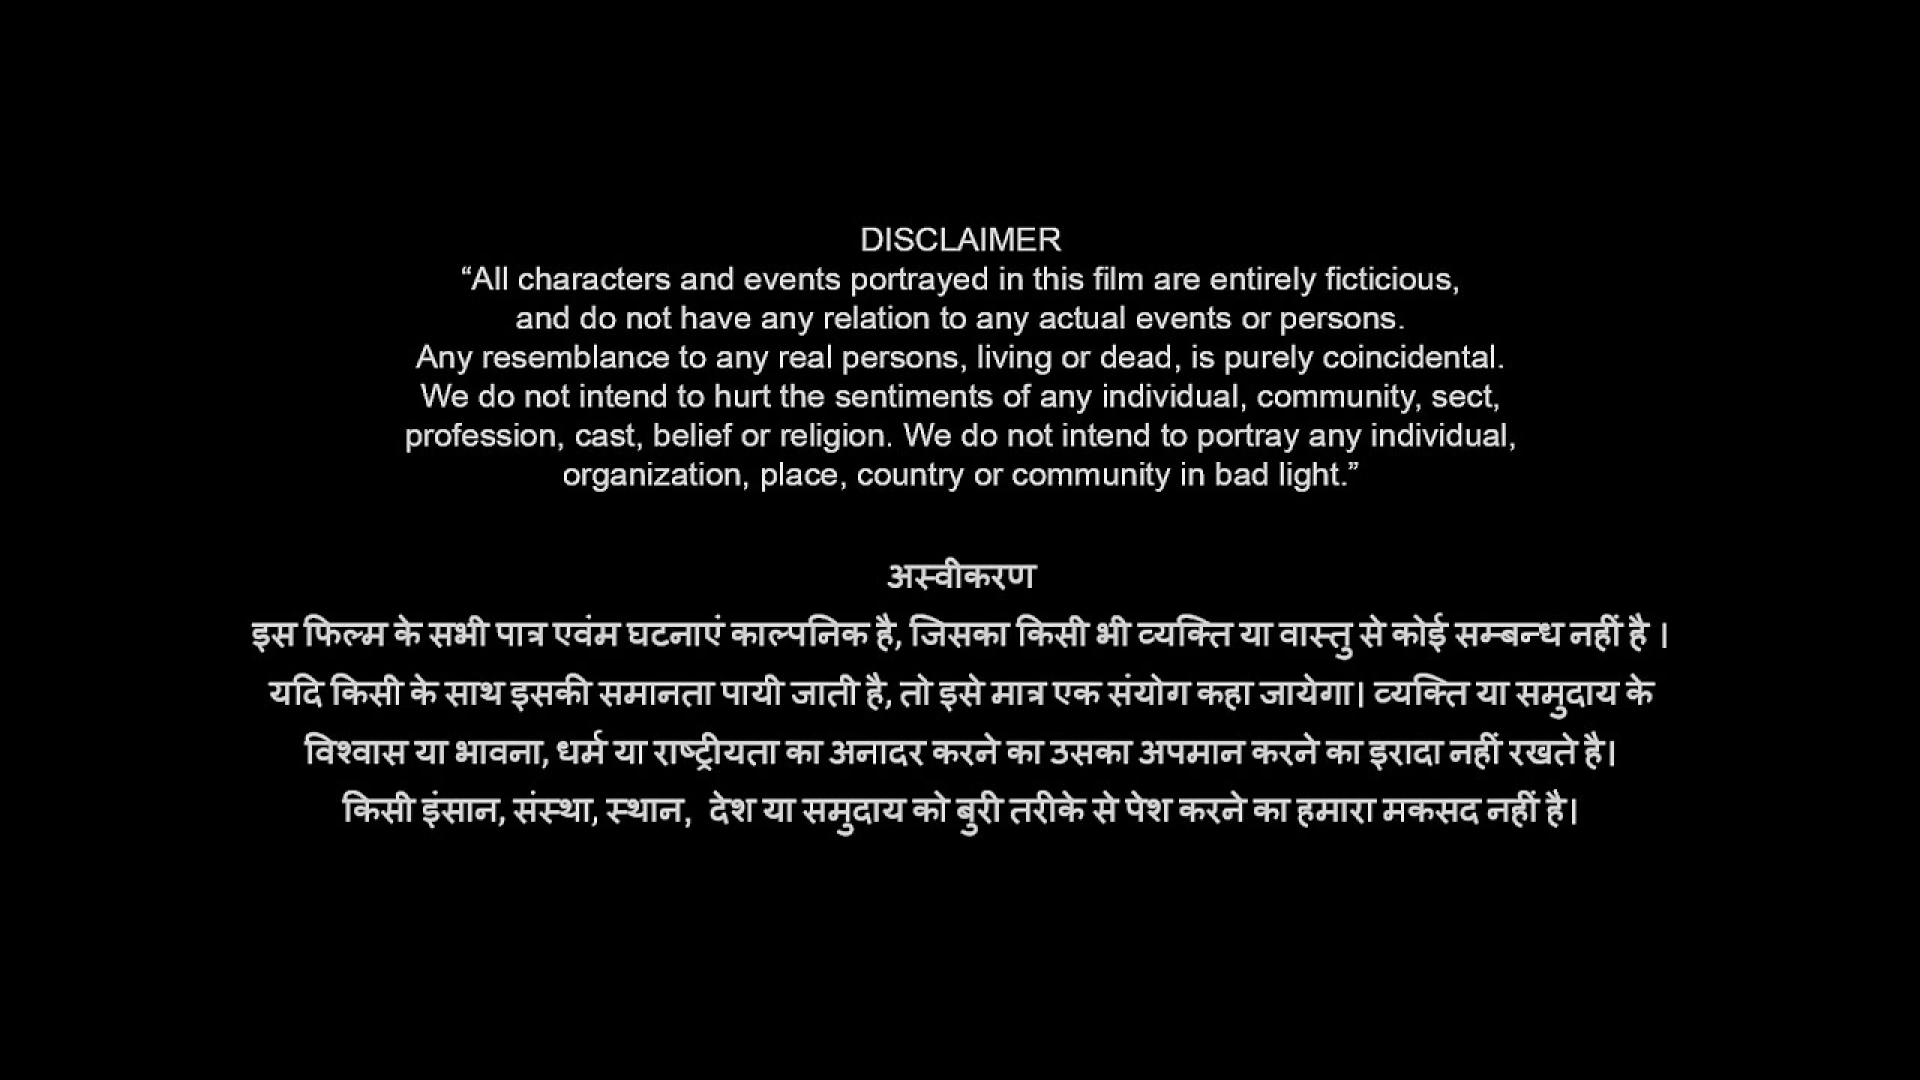 DISCLAIMER
“All characters and events portrayed in this film are entirely ficticious,
and do not have any relation to any actual events or persons.
Any resemblance to any real persons, living or dead, is purely coincidental.
We do not intend to hurt the sentiments of any individual, community, sect,
profession, cast, belief or religion. We do not intend to portray any individual,
organization, place, country or community in bad light.”
अस्वीकरण
इस फिल्म के सभी पात्र एवंम घटनाएं काल्पनिक है, जिसका किसी भी व्यक्ति या वास्तु से कोई सम्बन्ध नहीं है ।
यदि किसी के साथ इसकी समानता पायी जाती है, तो इसे मात्र एक संयोग कहा जायेगा। व्यक्ति या समुदाय के
विश्वास या भावना, धर्म या राष्ट्रीयता का अनादर करने का उसका अपमान करने का इरादा नहीं रखते है।
किसी इंसान, संस्था, स्थान,  देश या समुदाय को बुरी तरीके से पेश करने का हमारा मकसद नहीं है।